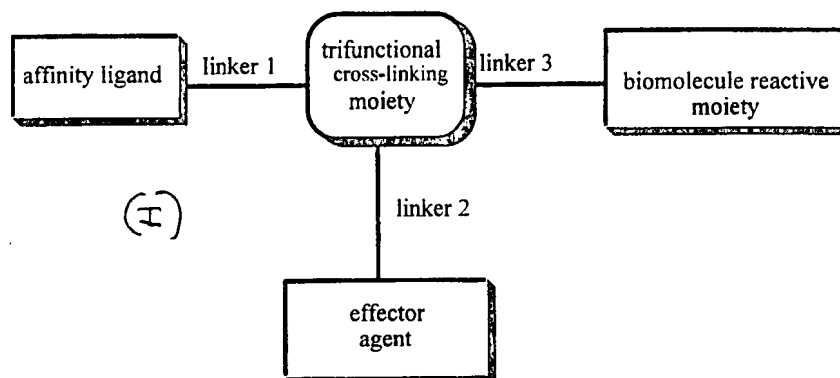 affinity ligand
linker 1
trifunctional
cross-linking
moiety
linker 3
biomolecule reactive
moiety
(I)
linker 2
effector
agent